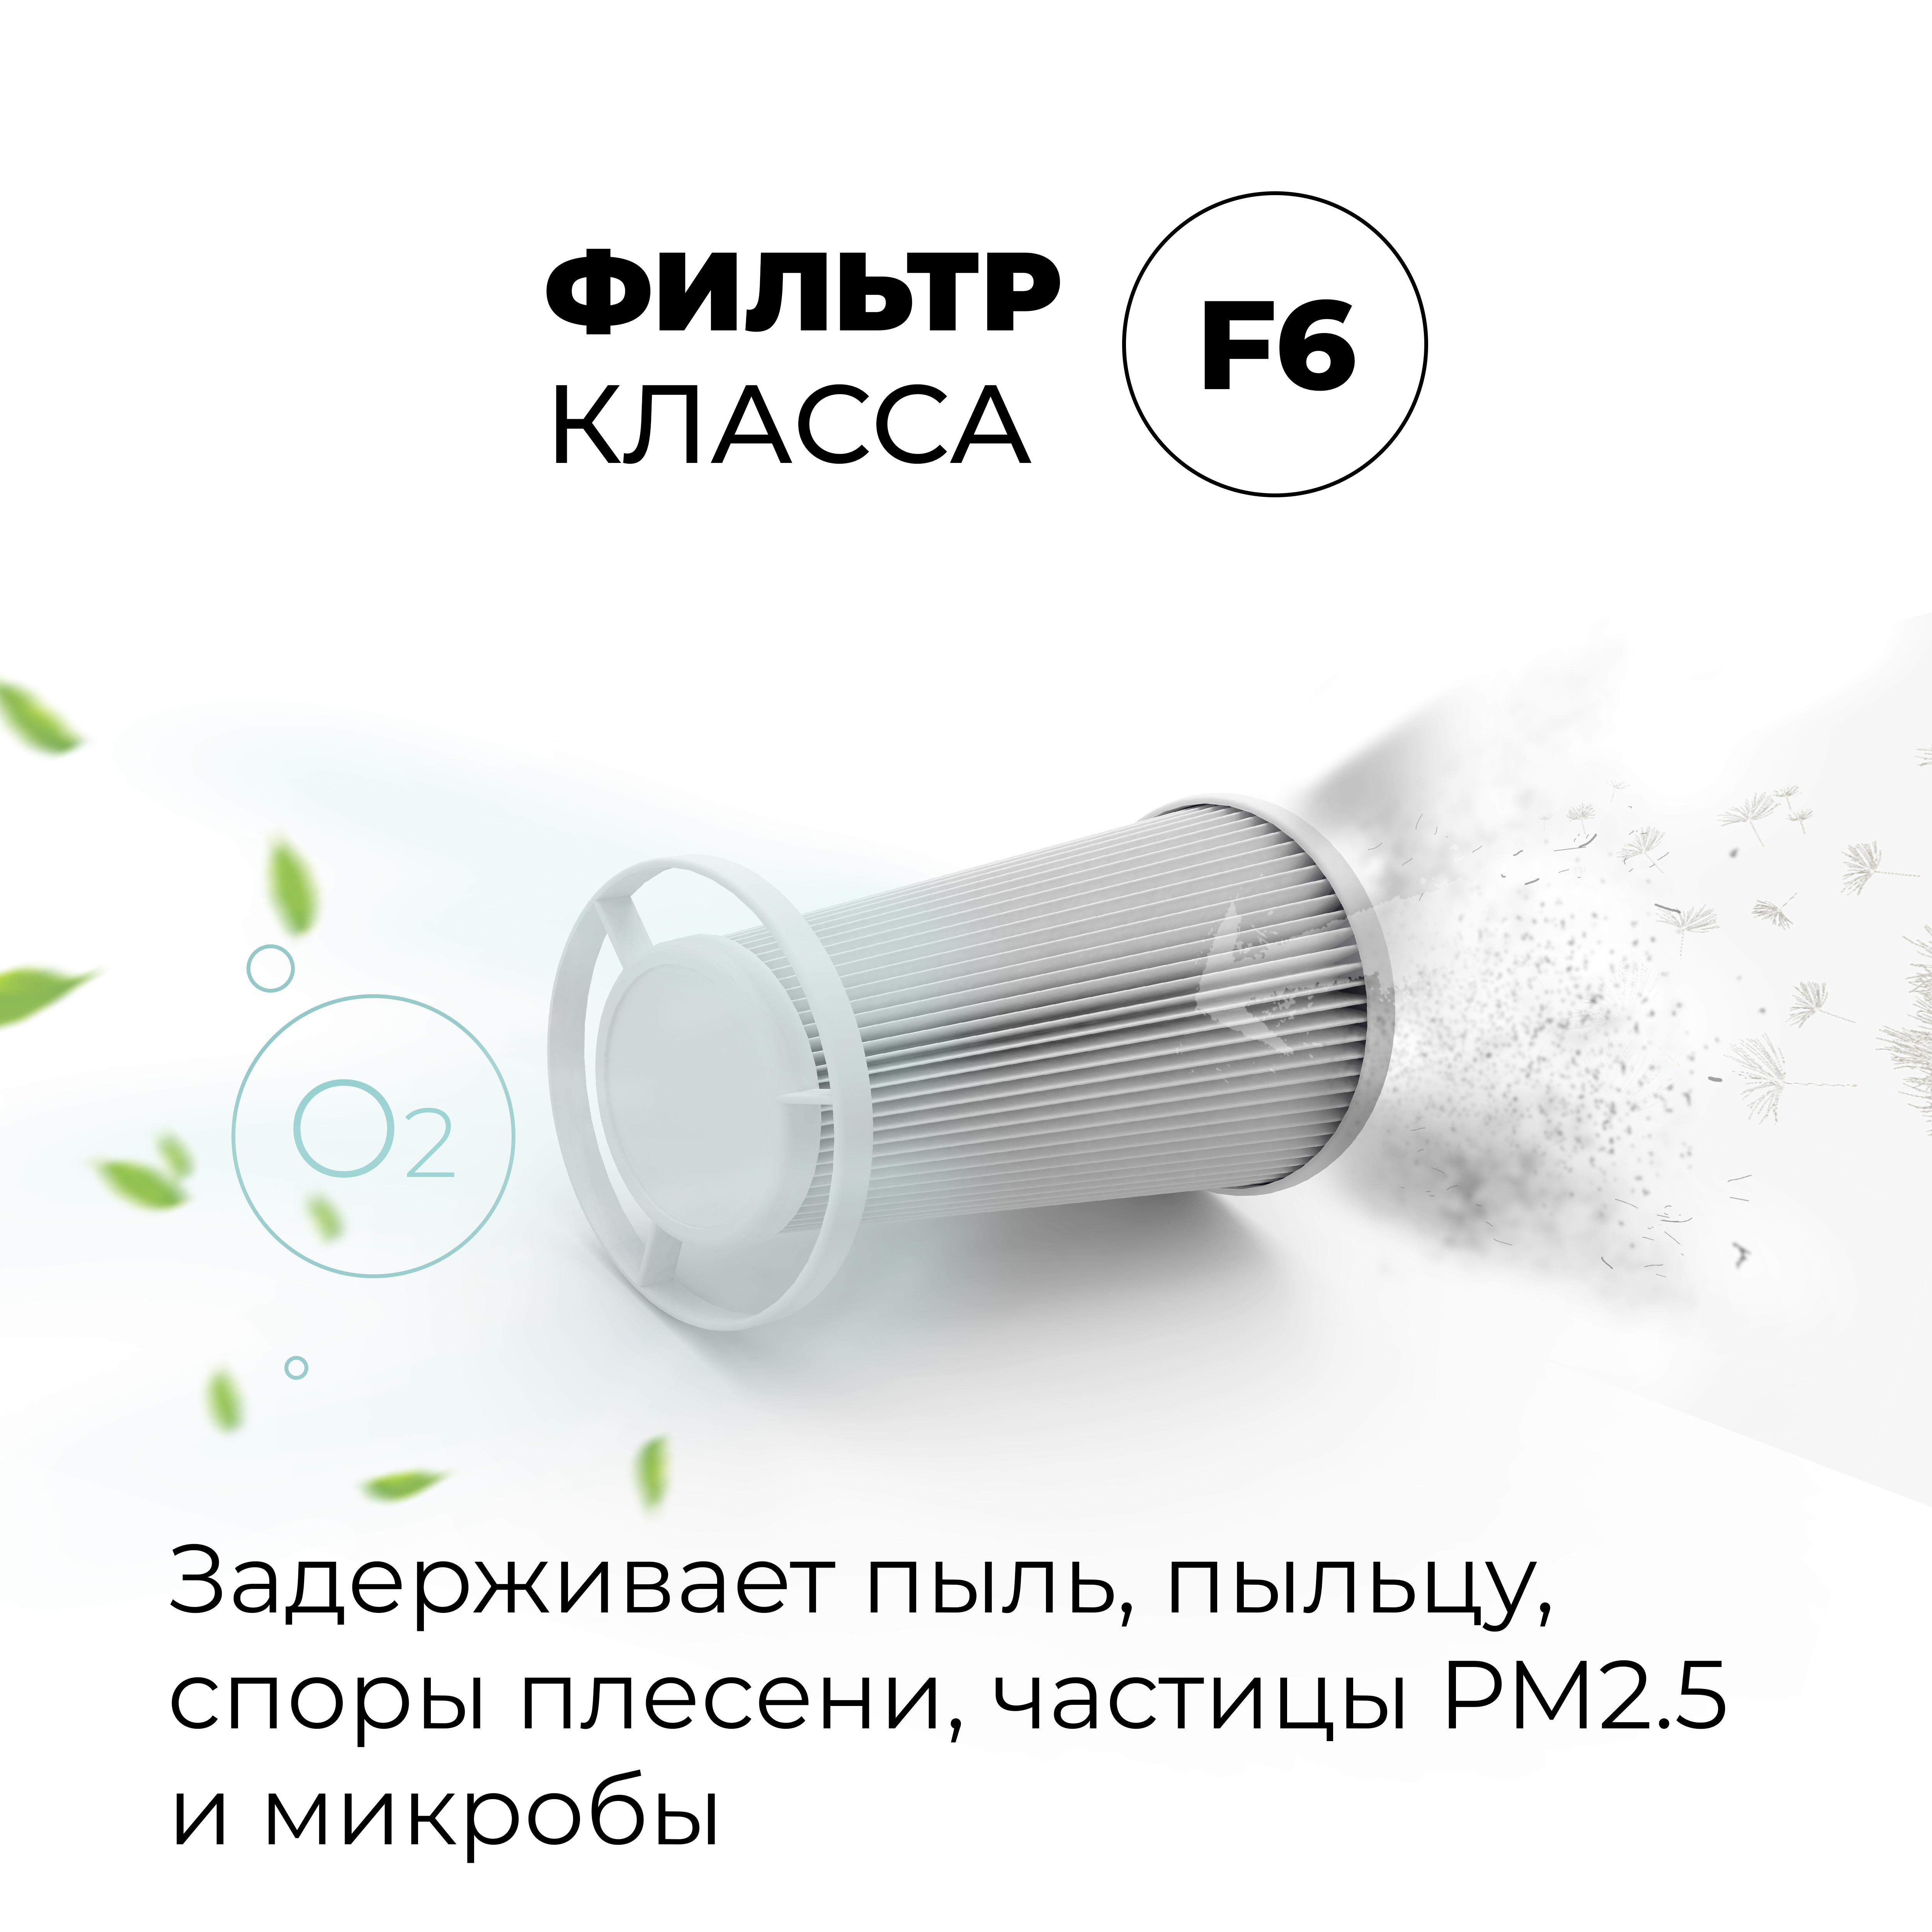 ФИЛЬТР
КЛАССА
F6
O2
Задерживает пыль, пыльцу,
споры плесени, частицы PM2.5
и микробы